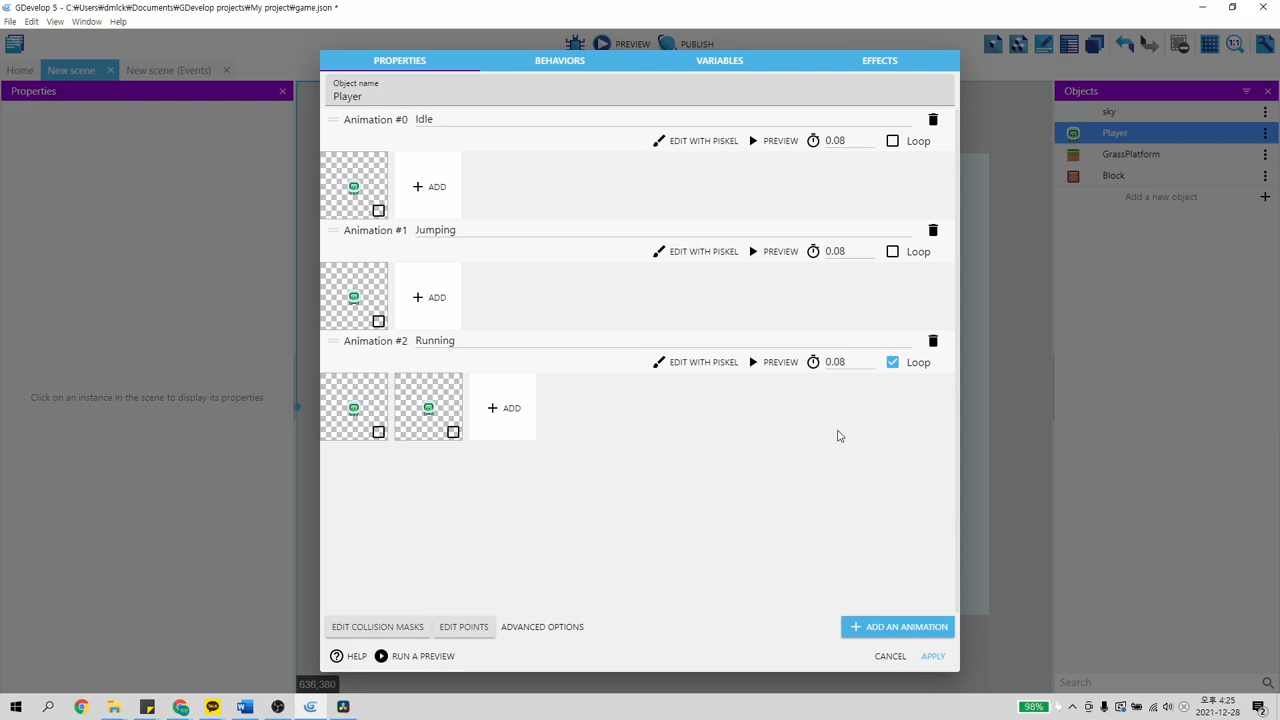 GDevelop 5 - C:₩Users₩dmlck₩Documents₩GDevelop projects₩My project₩game.json *
File Edit View Window Help
PREVIEW PUBLISH
Home New scene New scene (Events)
Properties
Click on an instance in the scene to display its properties
PROPERTIES BEHAVIORS VARIABLES EFFECTS
Object name
Player
Animation #0 Idle
EDIT WITH PISKEL PREVIEW 0.08 Loop
ADD
Animation #1 Jumping
EDIT WITH PISKEL PREVIEW 0.08 Loop
ADD
Animation #2 Running
EDIT WITH PISKEL PREVIEW 0.08 Loop
ADD
EDIT COLLISION MASKS EDIT POINTS ADVANCED OPTIONS ADD AN ANIMATION
HELP RUN A PREVIEW CANCEL APPLY
636,380
Objects
sky
Player
GrassPlatform
Block
Add a new object
Search
98%
오후 4:25
2021-12-28
2